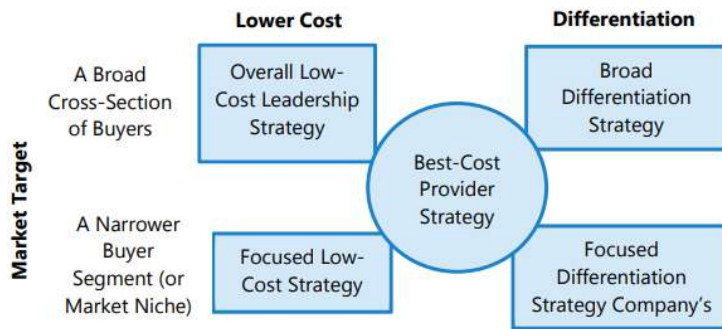 Lower Cost
Differentiation
Market Target
A Broad
Cross-Section
of Buyers
Overall Low-
Cost Leadership
Strategy
Broad
Differentiation
Strategy
Best-Cost
Provider
Strategy
A Narrower
Buyer
Segment (or
Market Niche)
Focused Low-
Cost Strategy
Focused
Differentiation
Strategy Company's